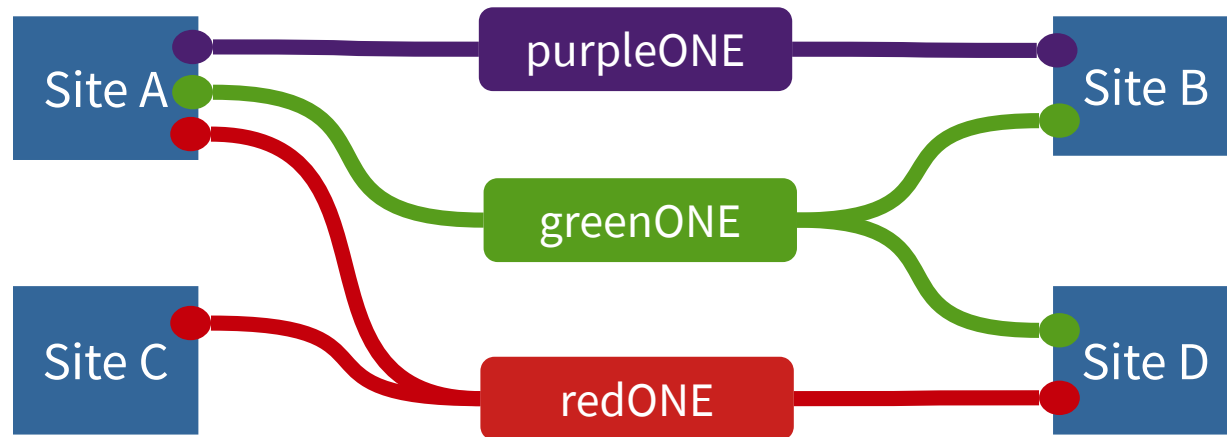 purpleONE
Site A
Site B
greenONE
Site C
Site D
redONE